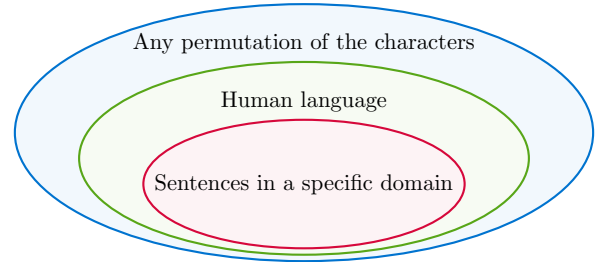 Any permutation of the characters
Human language
Sentences in a specific domain